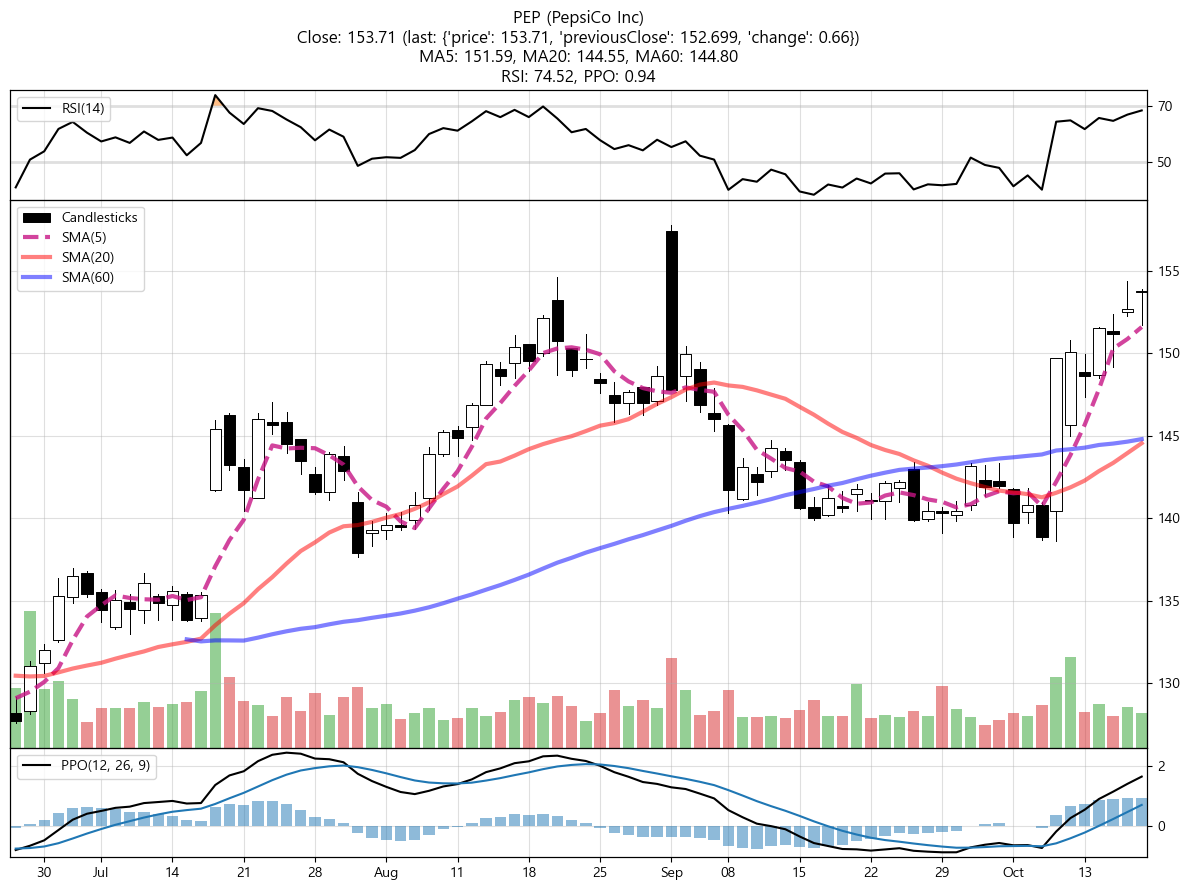 PEP (PepsiCo Inc)
Close: 153.71 (last: {'price': 153.71, 'previousClose': 152.699, 'change': 0.66})
MA5: 151.59, MA20: 144.55, MA60: 144.80
RSI: 74.52, PPO: 0.94
RSI(14)
70
50
Candlesticks
SMA(5)
SMA(20)
SMA(60)
155
150
145
140
135
130
PPO(12, 26, 9)
2
0
30 Jul 14 21 28 Aug 11 18 25 Sep 08 15 22 29 Oct 13